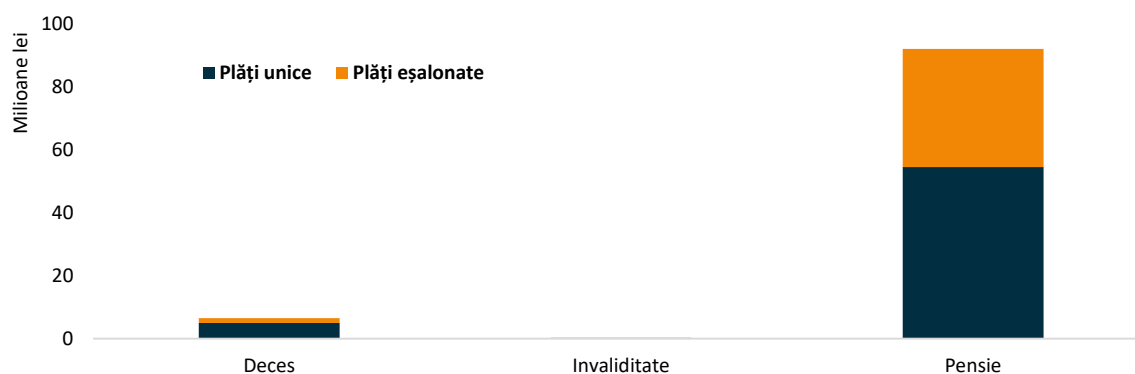 100
80
60
40
20
0
Milioane lei
Plăți unice
Plăți eșalonate
Deces
Invaliditate
Pensie